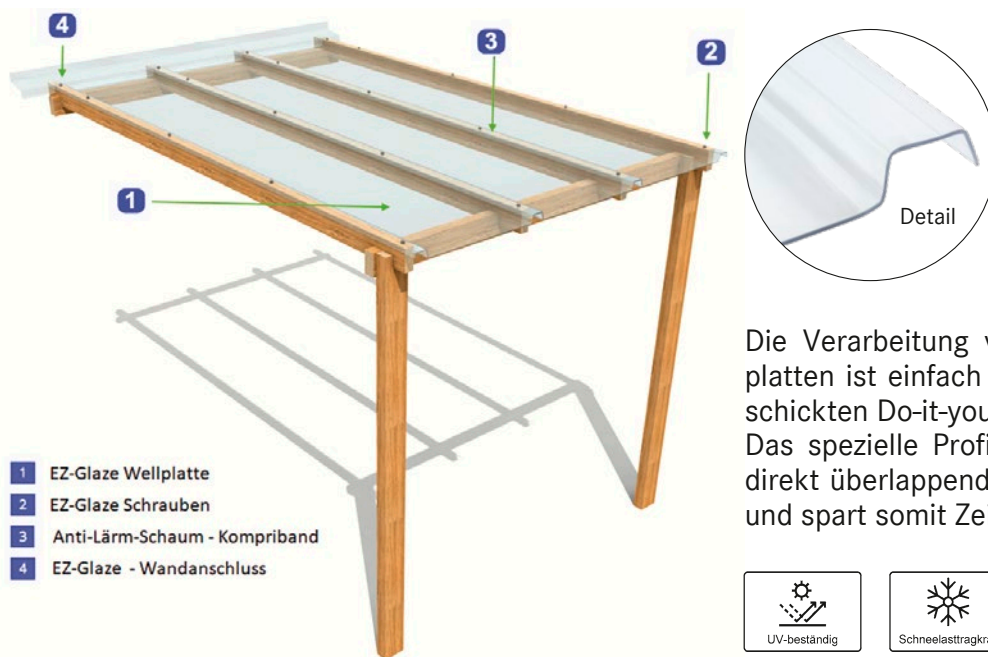 4
3
2
1
Detail
1 EZ-Glaze Wellplatte
2 EZ-Glaze Schrauben
3 Anti-Lärm-Schaum - Kompriband
4 EZ-Glaze - Wandanschluss
Die Verarbeitung
platten ist einfach
schickten Do-it-you
Das spezielle Profi
direkt überlappend
und spart somit Ze
UV-beständig
Schneelasttragkra